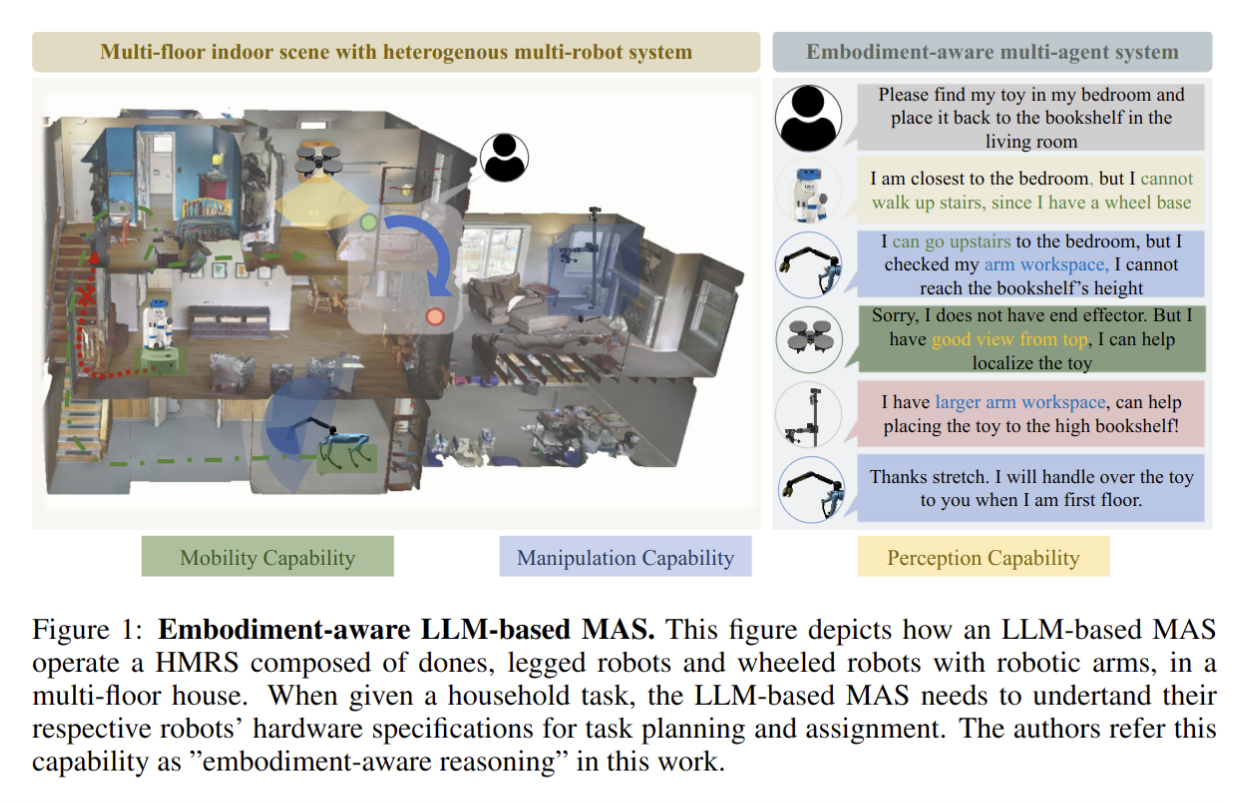 Multi-floor indoor scene with heterogenous multi-robot system
Embodiment-aware multi-agent system
Please find my toy in my bedroom and
place it back to the bookshelf in the
living room
I am closest to the bedroom, but I cannot
walk up stairs, since I have a wheel base
I can go upstairs to the bedroom, but I
checked my arm workspace, I cannot
reach the bookshelf's height
Sorry, I does not have end effector. But I
have good view from top, I can help
localize the toy
I have larger arm workspace, can help
placing the toy to the high bookshelf!
Thanks stretch. I will handle over the toy
to you when I am first floor.
Mobility Capability
Manipulation Capability
Perception Capability
Figure 1: Embodiment-aware LLM-based MAS. This figure depicts how an LLM-based MAS
operate a HMRS composed of dones, legged robots and wheeled robots with robotic arms, in a
multi-floor house. When given a household task, the LLM-based MAS needs to undertand their
respective robots' hardware specifications for task planning and assignment. The authors refer this
capability as ”embodiment-aware reasoning” in this work.